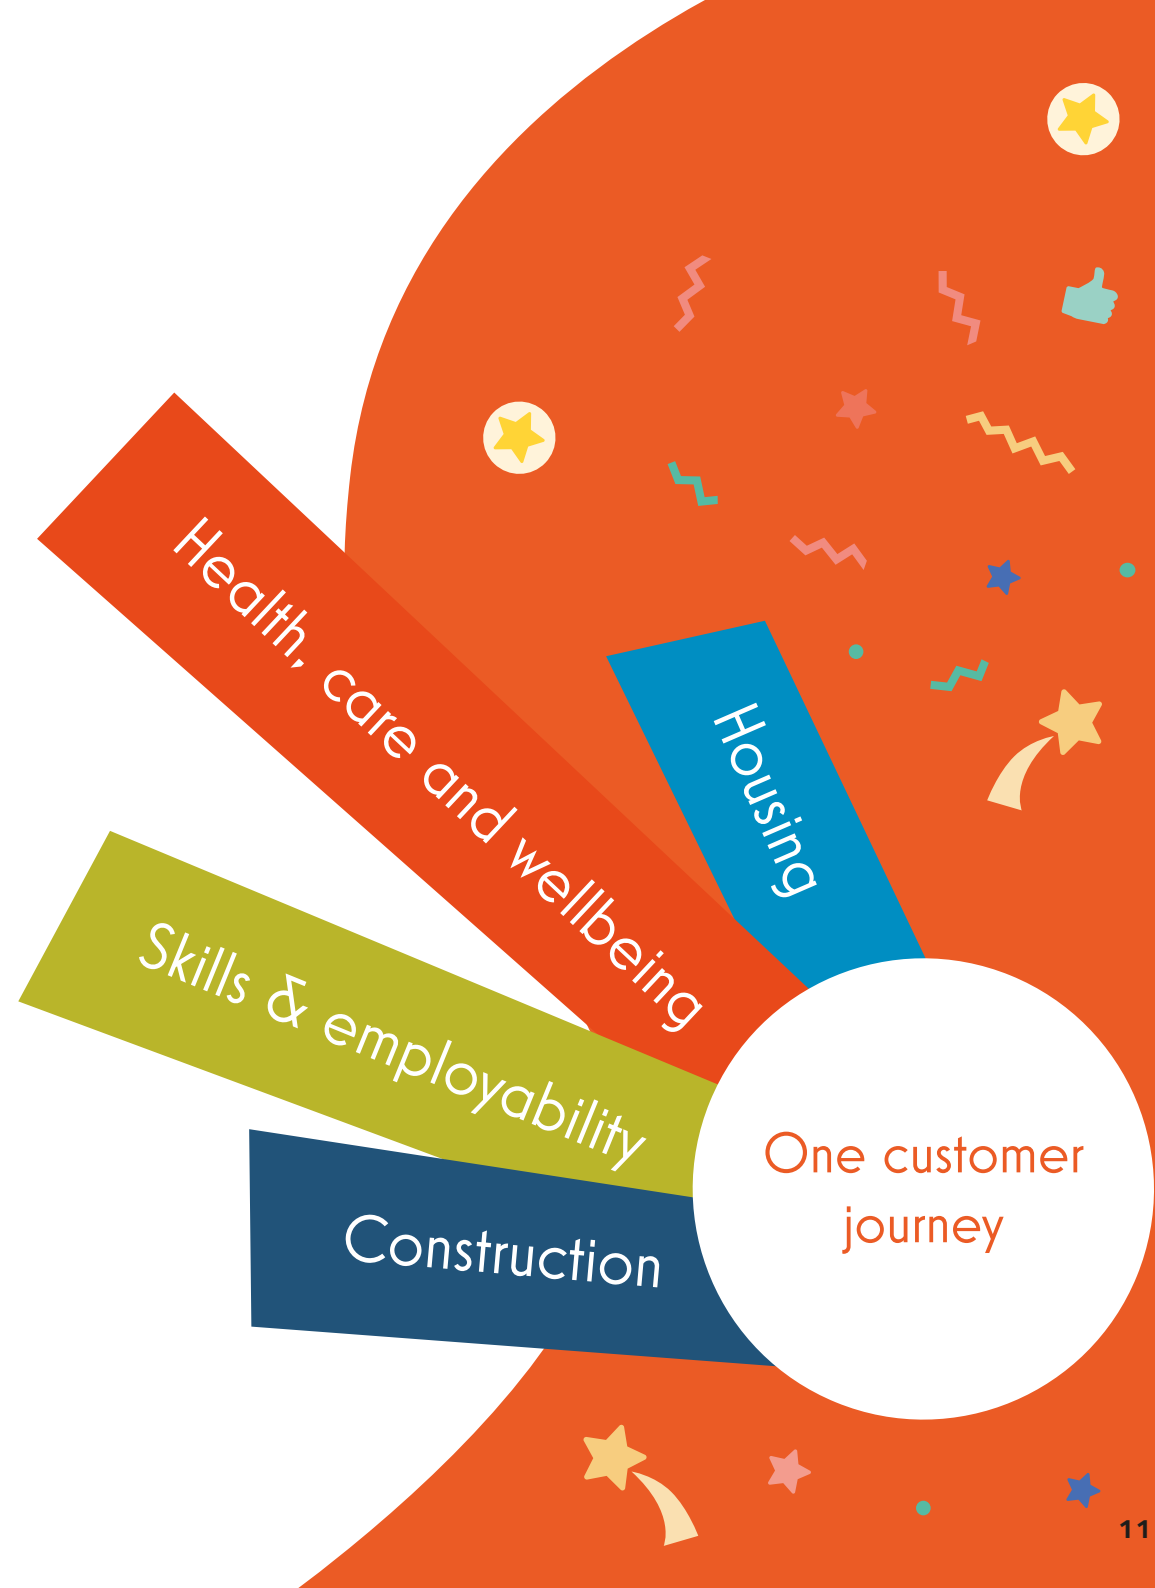 Housing
Health, care and wellbeing
Skills & employability
Construction
One customer
journey
11